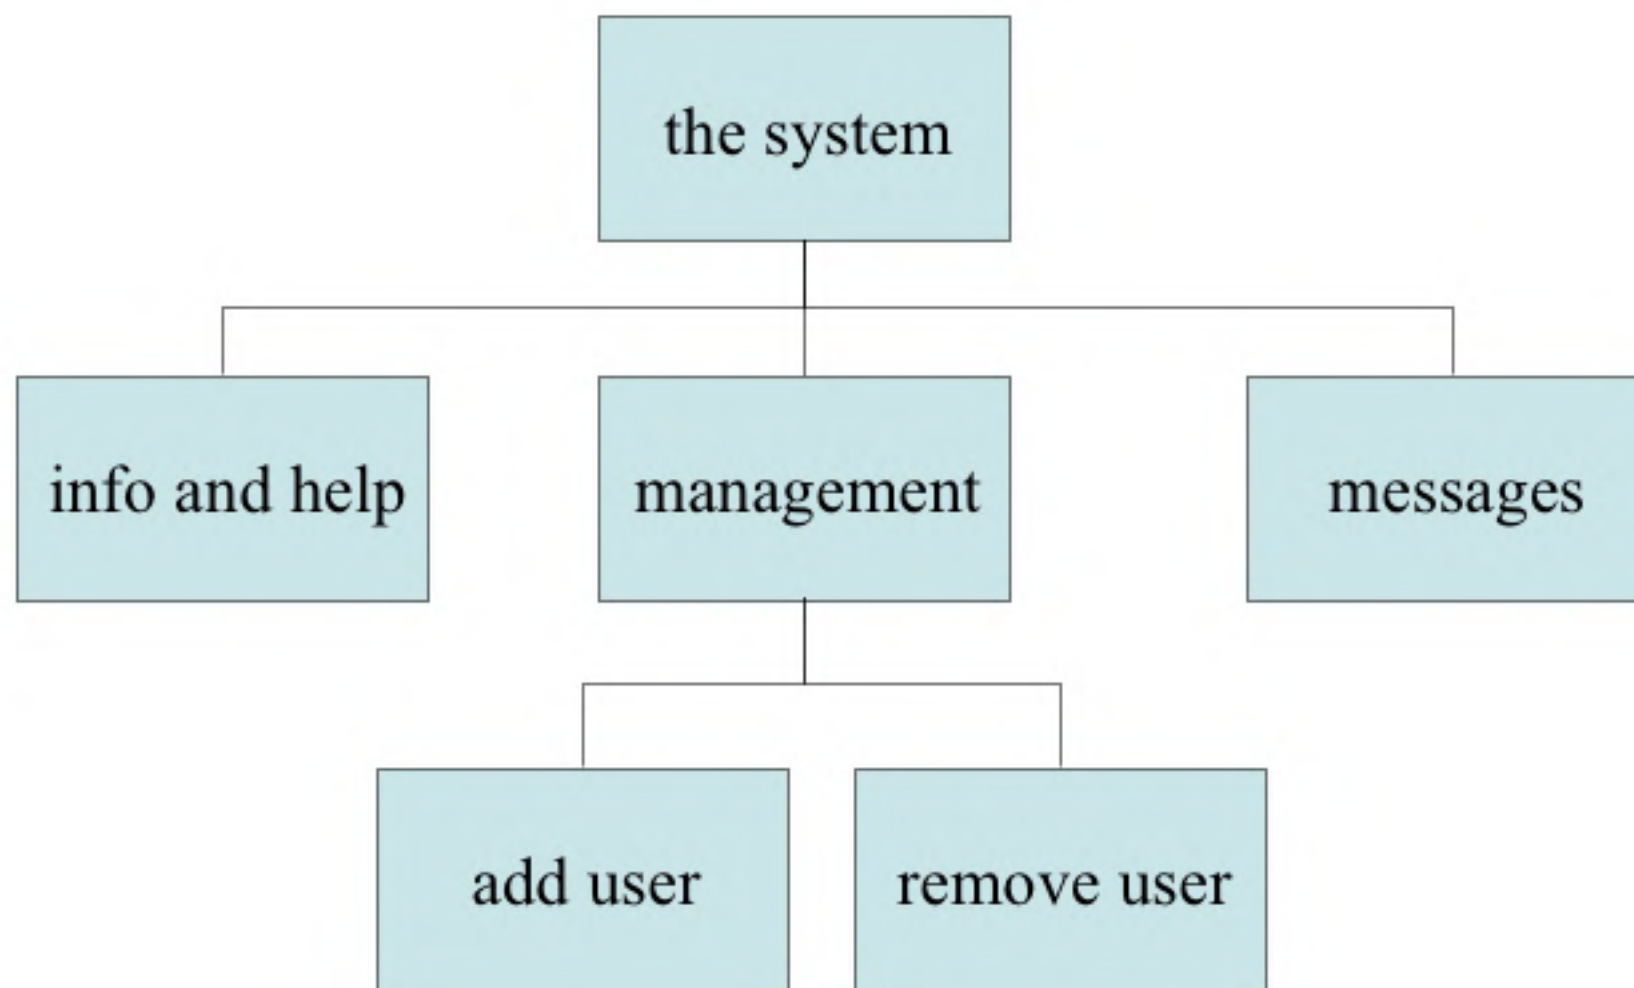 the system
info and help
management
messages
add user
remove user